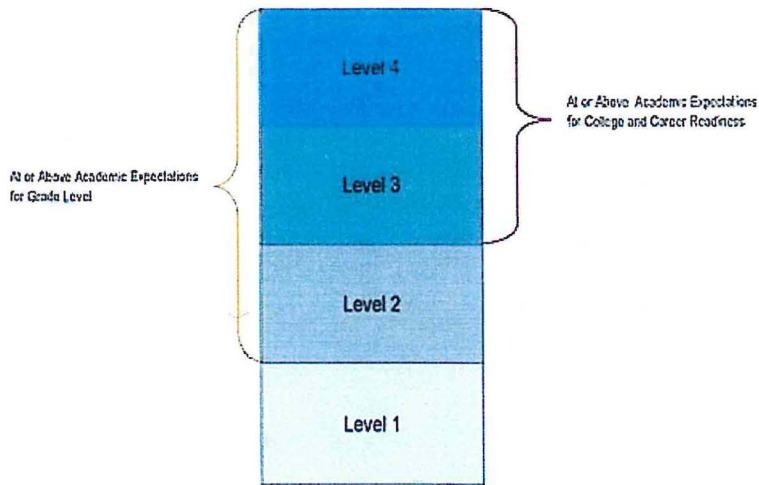 Level 4
At or Above Academic Expectations
for College and Career Readiness
At or Above Academic Expectations
for Grade Level
Level 3
Level 2
Level 1